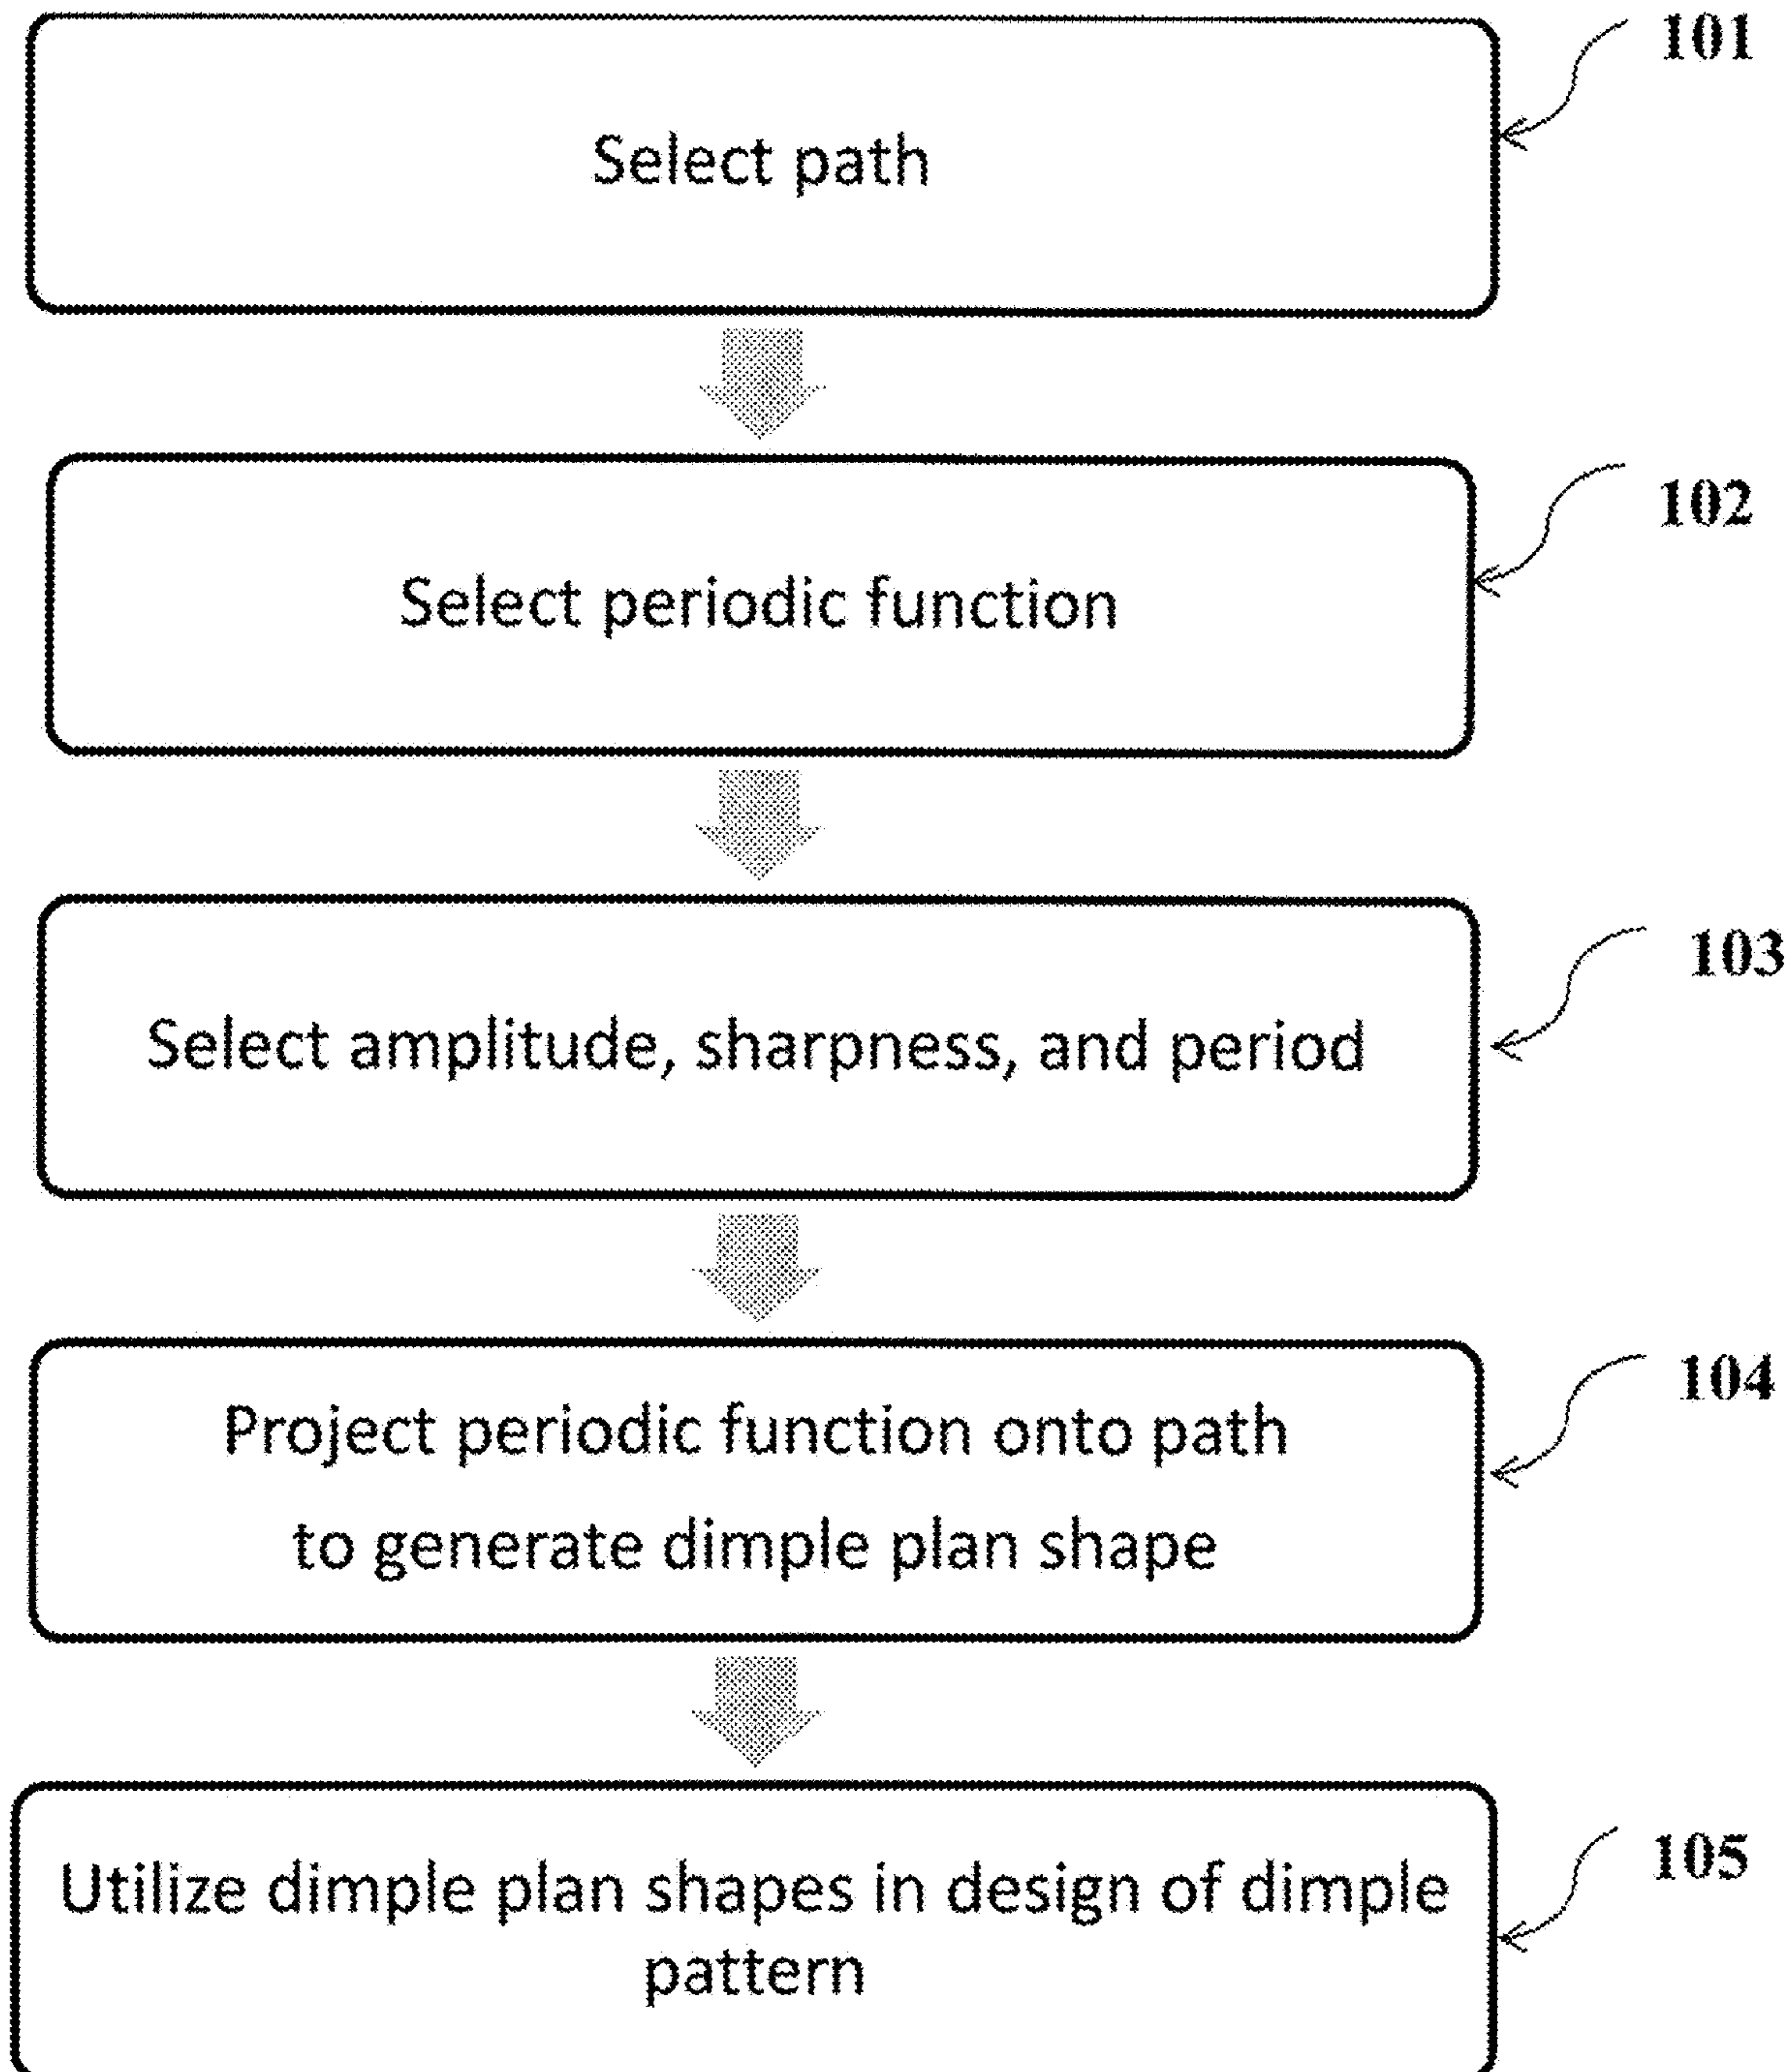 101
Select path
102
Select periodic function
103
Select amplitude, sharpness, and period
104
Project periodic function onto path
to generate dimple plan shape
105
Utilize dimple plan shapes in design of dimple
pattern